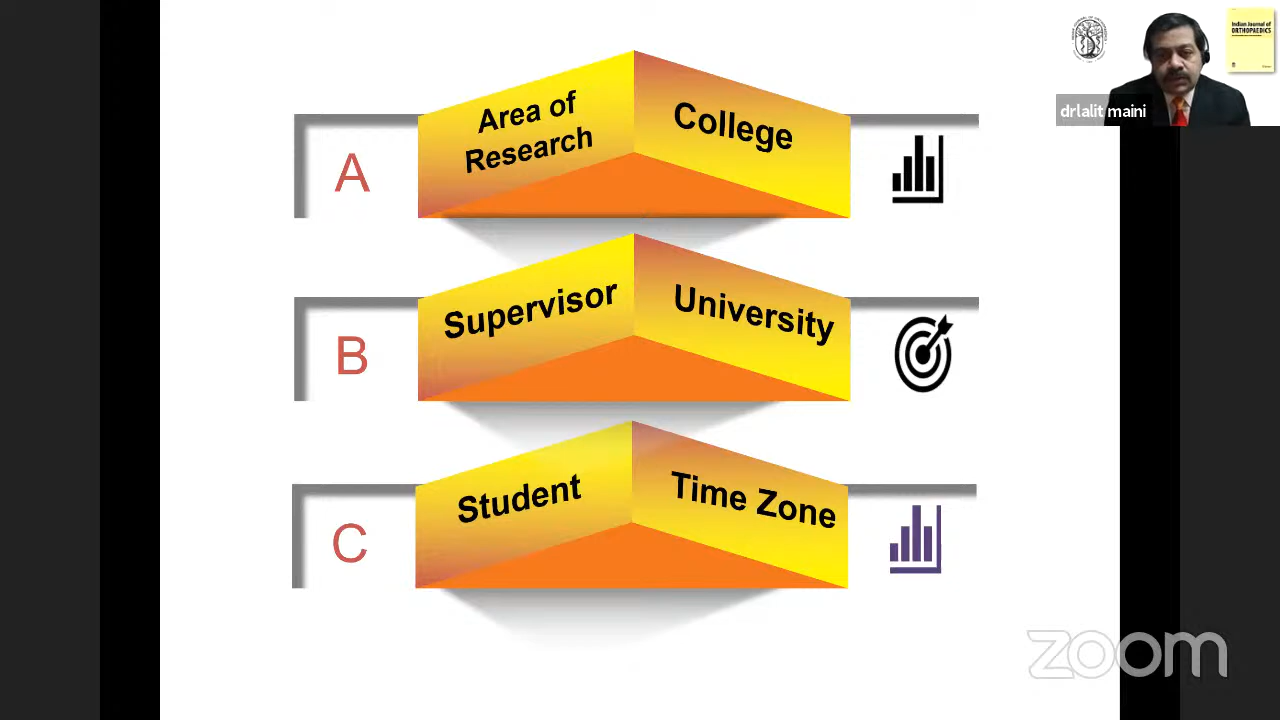 A
Area of
Research
College
B
Supervisor
University
C
Student
Time Zone
Indian Journal of
ORTHOPAEDICS
drlalit maini
zoom